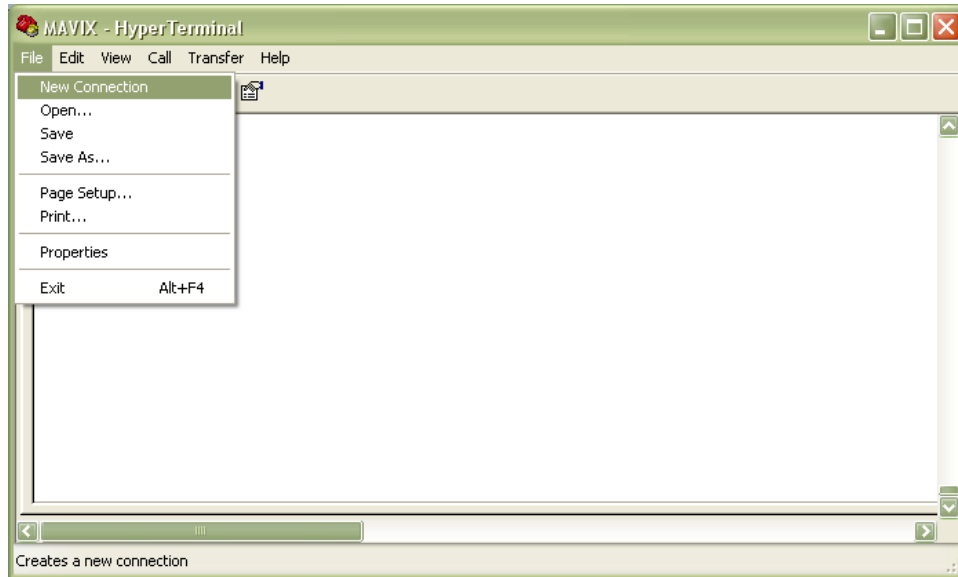 MAVIX - HyperTerminal
File Edit View Call Transfer Help
New Connection
Open...
Save
Save As...
Page Setup...
Print...
Properties
Exit Alt+F4
Creates a new connection